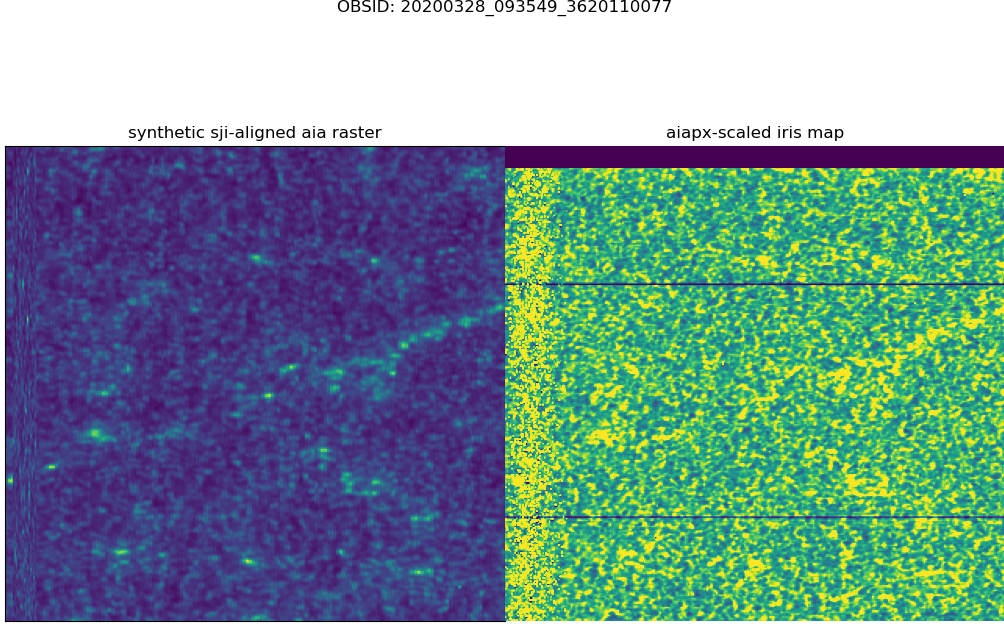 OBSID: 20200328_093549_3620110077
synthetic sji-aligned aia raster
aiapx-scaled iris map